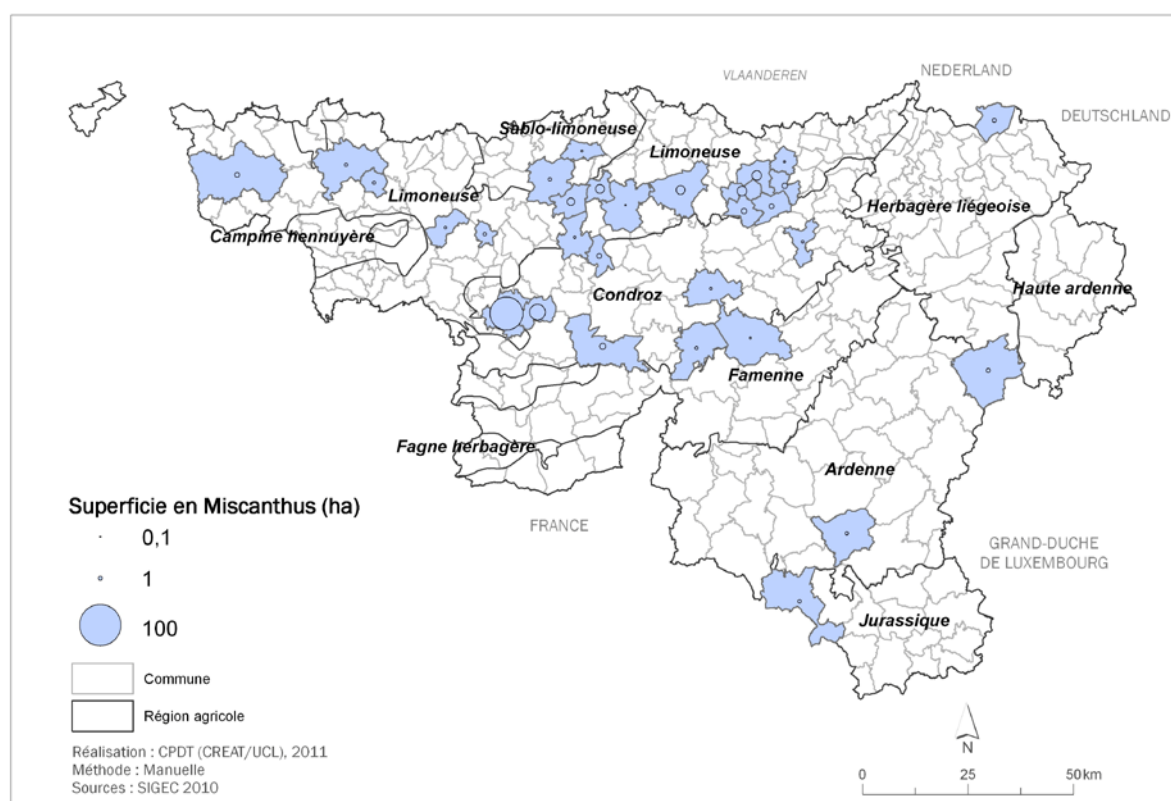 VLAANDEREN
NEDERLAND
DEUTSCHLAND
Sablo-limoneuse
Limoneuse
Limoneuse
Herbagère liégeoise
Campine hennuyère
Condroz
Haute ardenne
Famenne
Fagne herbagère
Ardenne
FRANCE
GRAND-DUCHE
DE LUXEMBOURG
Jurassique
Superficie en Miscanthus (ha)
0,1
1
100
Commune
Région agricole
Réalisation : CPDT (CREAT/UCL), 2011
Méthode : Manuelle
Sources : SIGEC 2010
N
0 25 50 km